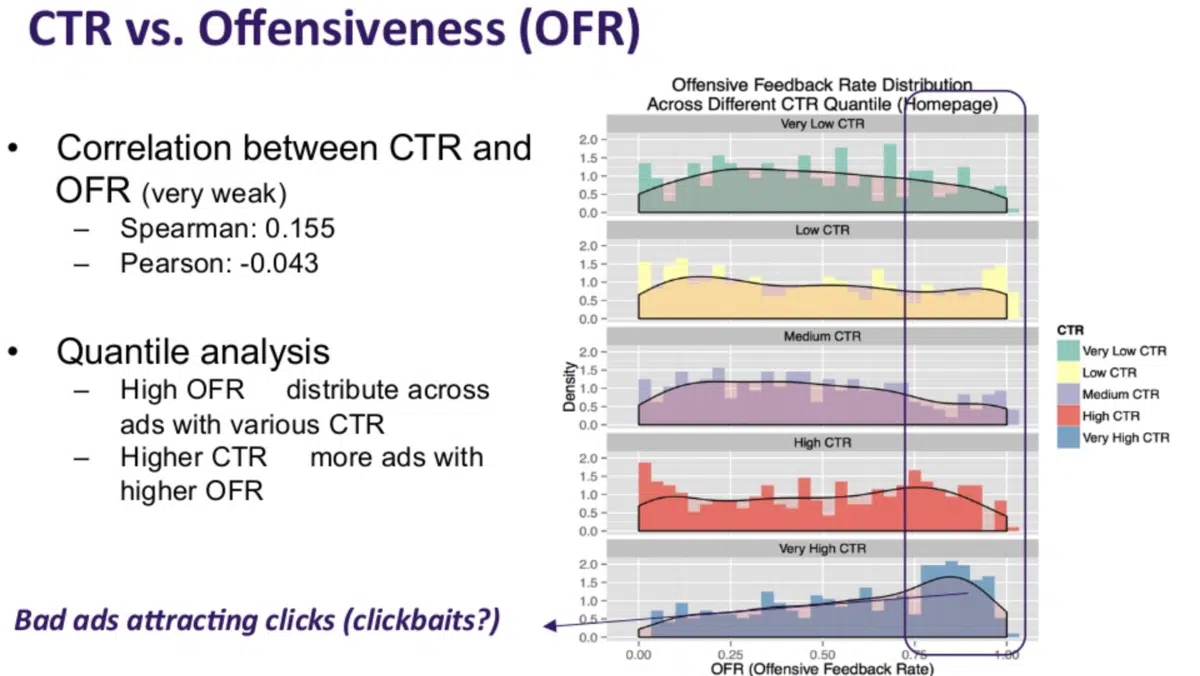 CTR vs. Offensiveness (OFR)
• Correlation between CTR and
OFR (very weak)
– Spearman: 0.155
– Pearson: -0.043
• Quantile analysis
– High OFR distribute across
ads with various CTR
– Higher CTR more ads with
higher OFR
Bad ads attracting clicks (clickbaits?)
Offensive Feedback Rate Distribution
Across Different CTR Quantile (Homepage)
Very Low CTR
2.0
1.5
1.0
0.5
0.0
Low CTR
2.0
1.5
1.0
0.5
0.0
Medium CTR
2.0
1.5
1.0
0.5
0.0
High CTR
2.0
1.5
1.0
0.5
0.0
Very High CTR
2.0
1.5
1.0
0.5
0.0
Density
0.00 0.25 0.50 0.75 1.00
OFR (Offensive Feedback Rate)
CTR
Very Low CTR
Low CTR
Medium CTR
High CTR
Very High CTR